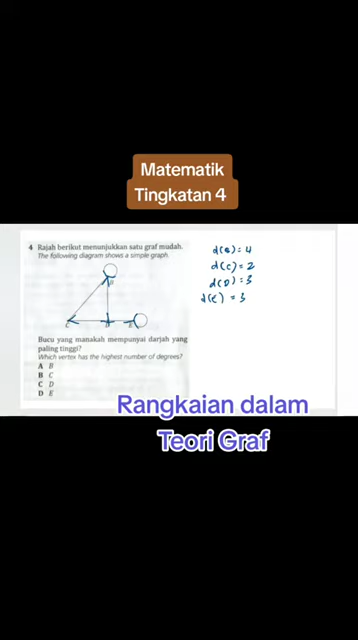 Matematik
Tingkatan 4
4 Rajah berikut menunjukkan satu graf mudah.
The following diagram shows a simple graph.
B
C
D
E
Bucu yang manakah mempunyai darjah yang
paling tinggi?
Which vertex has the highest number of degrees?
A B
B C
C D
D E
d(B) = 4
d(C) = 2
d(D) = 3
d(E) = 3
Rangkaian dalam
Teori Graf